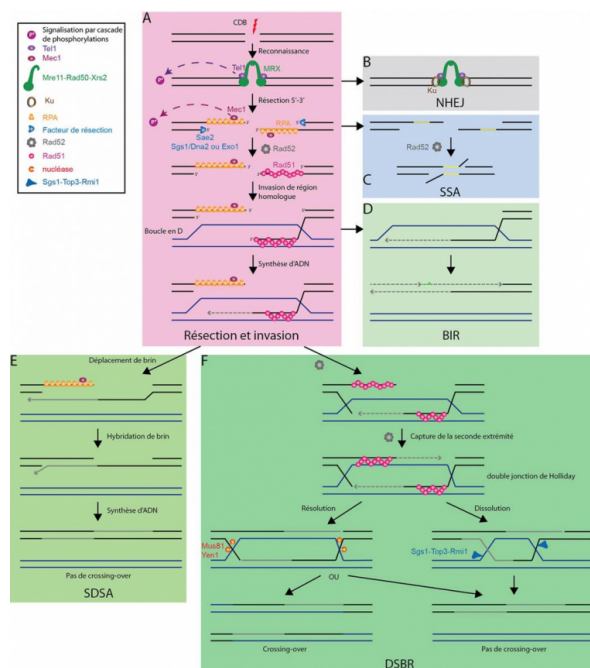 Signalisation par cascade
de phosphorylations
Tel1
Mec1
Mre11-Rad50-Xrs2
Ku
RPA
Facteur de résection
Rad52
Rad51
nucléase
Sgs1-Top3-Rmi1
A
CDB
Reconnaissance
Tel1
MRX
Résection 5'-3'
Mec1
RPA
Sae2
Sgs1/Dna2 ou Exo1
Rad52
Rad51
Invasion de région
homologue
Boucle en D
Synthèse d'ADN
Résection et invasion
B
Ku
NHEJ
Rad52
C
SSA
D
BIR
E
Déplacement de brin
Hybridation de brin
Synthèse d'ADN
Pas de crossing-over
SDSA
F
Capture de la seconde extrémité
double jonction de Holliday
Résolution
Dissolution
Mus81
Yen1
Sgs1-Top3-Rmi1
OU
Crossing-over
Pas de crossing-over
DSBR